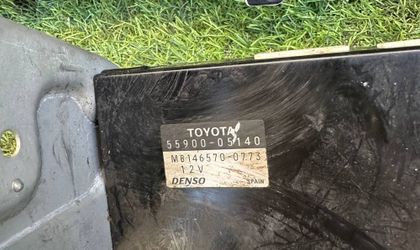 TOYOTA
55900-05140
MB146570-0773
12V
DENSO SPAIN